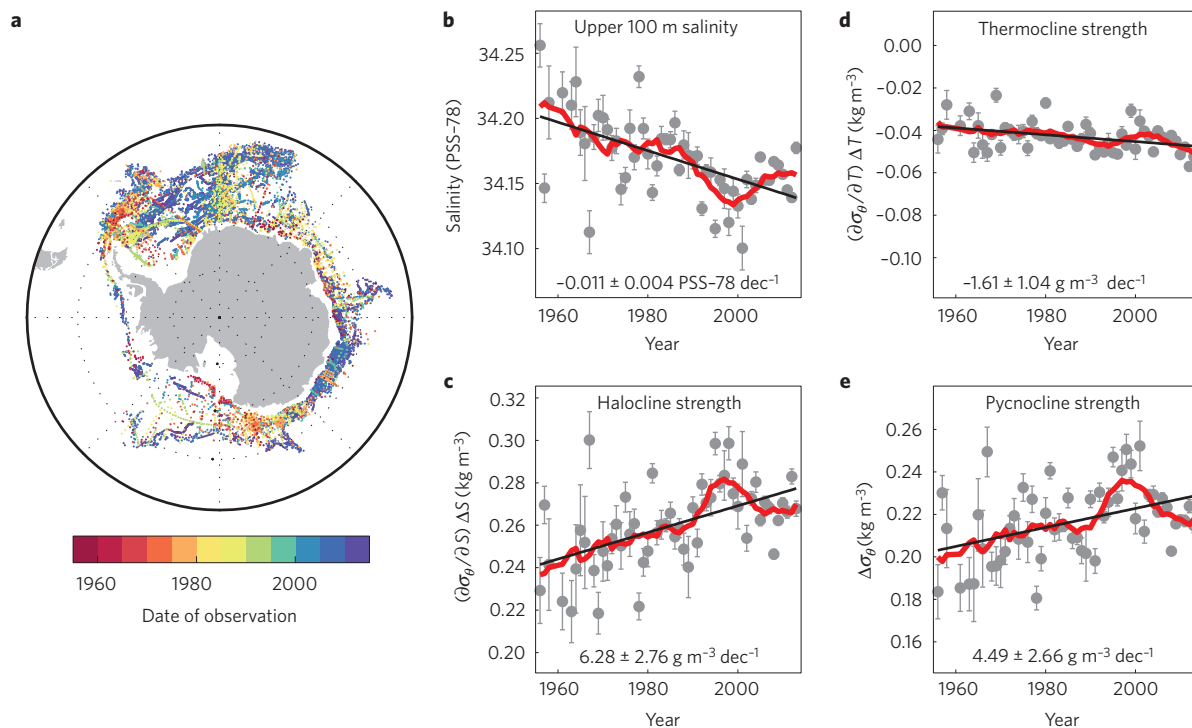 a
1960
1980
2000
Date of observation
b
Upper 100 m salinity
34.25
34.20
34.15
34.10
Salinity (PSS–78)
−0.011 ± 0.004 PSS–78 dec⁻¹
1960
1980
2000
Year
c
Halocline strength
0.32
0.30
0.28
0.26
0.24
0.22
0.20
(∂σθ/∂S) ΔS (kg m⁻³)
6.28 ± 2.76 g m⁻³ dec⁻¹
1960
1980
2000
Year
d
Thermocline strength
0.00
−0.02
−0.04
−0.06
−0.08
−0.10
(∂σθ/∂T) ΔT (kg m⁻³)
−1.61 ± 1.04 g m⁻³ dec⁻¹
1960
1980
2000
Year
e
Pycnocline strength
0.26
0.24
0.22
0.20
0.18
0.16
Δσθ (kg m⁻³)
4.49 ± 2.66 g m⁻³ dec⁻¹
1960
1980
2000
Year